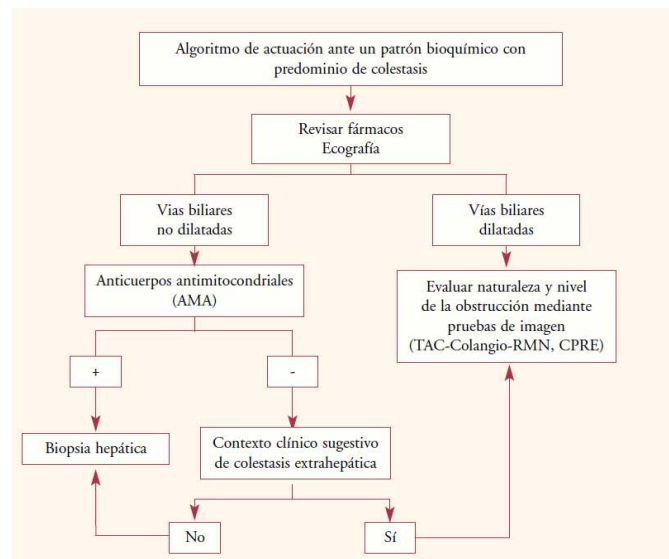 Algoritmo de actuación ante un patrón bioquímico con
predominio de colestasis
Revisar fármacos
Ecografía
Vias biliares
no dilatadas
Vías biliares
dilatadas
Anticuerpos antimitocondriales
(AMA)
Evaluar naturaleza y nivel
de la obstrucción mediante
pruebas de imagen
(TAC-Colangio-RMN, CPRE)
+
-
Biopsia hepática
Contexto clínico sugestivo
de colestasis extrahepática
No
Sí